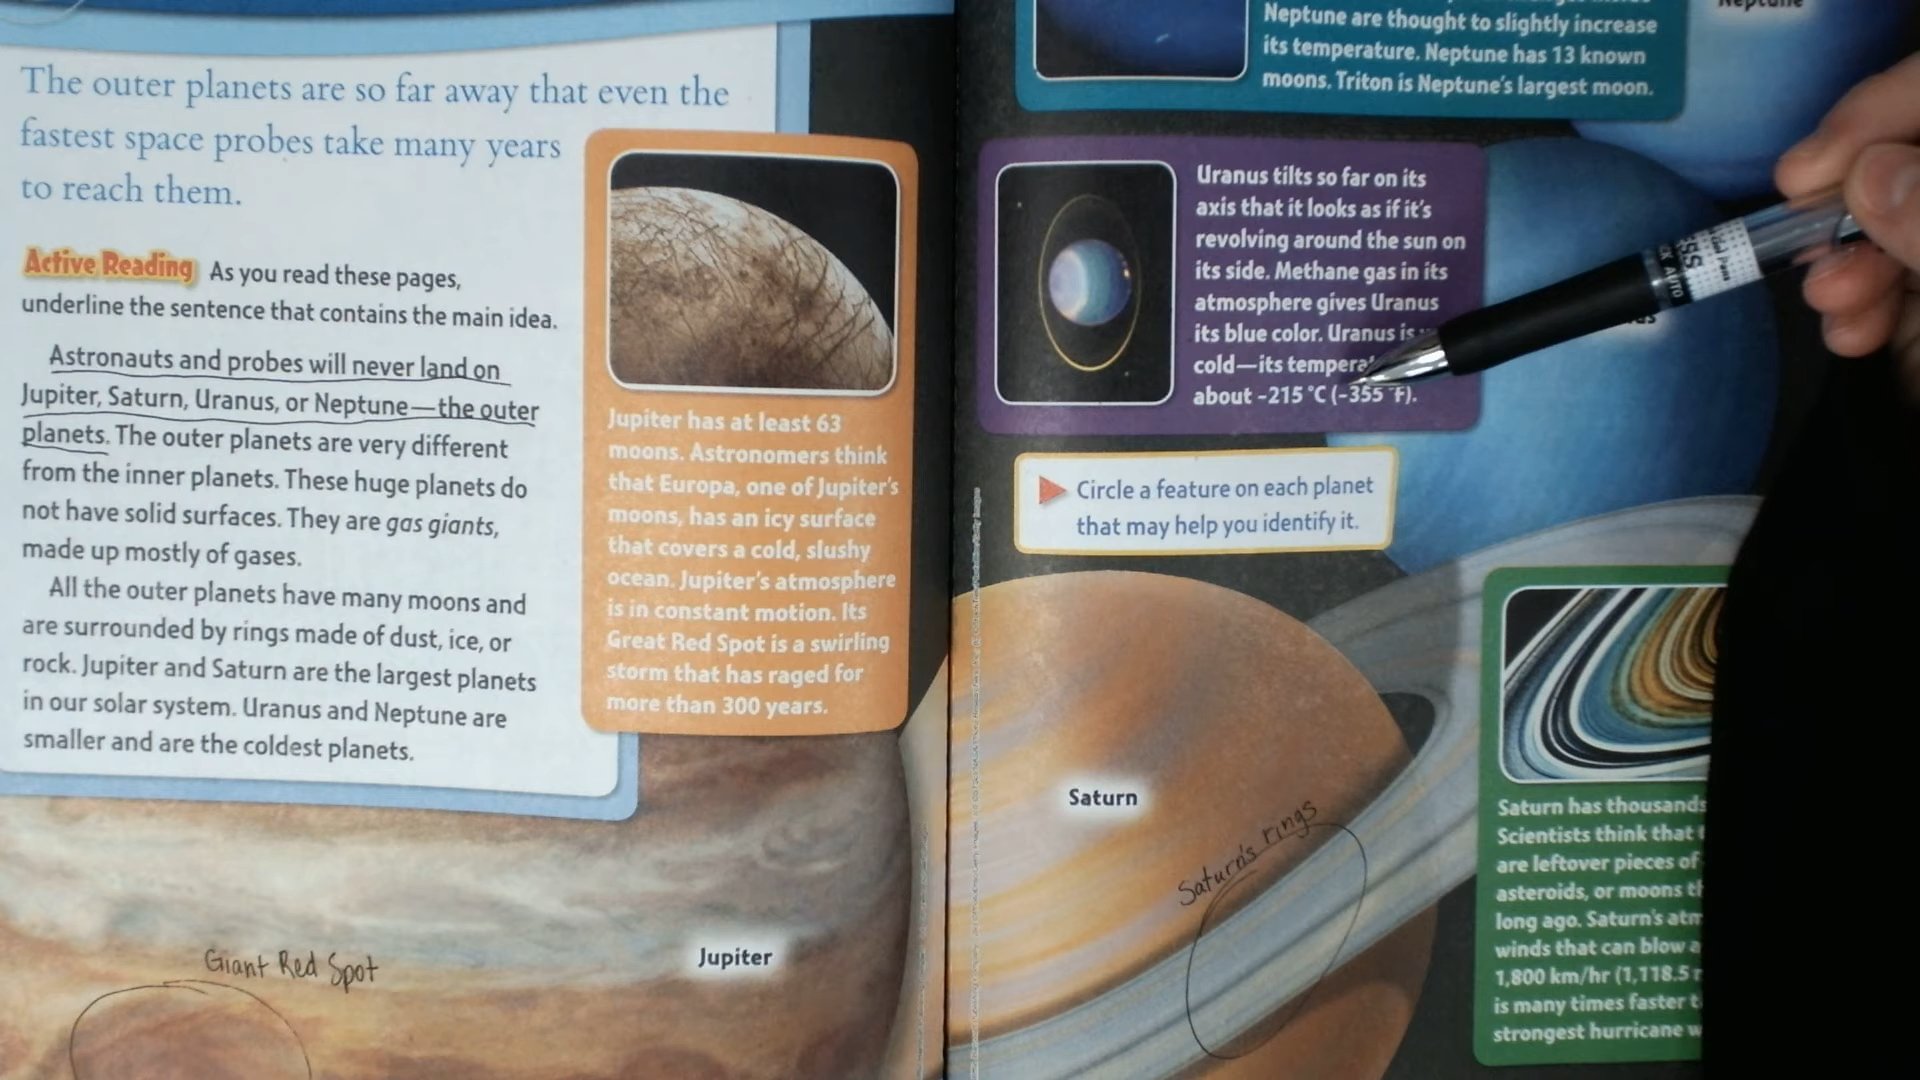 The outer planets are so far away that even the
fastest space probes take many years
to reach them.
Active Reading As you read these pages,
underline the sentence that contains the main idea.
Astronauts and probes will never land on
Jupiter, Saturn, Uranus, or Neptune—the outer
planets. The outer planets are very different
from the inner planets. These huge planets do
not have solid surfaces. They are gas giants,
made up mostly of gases.
All the outer planets have many moons and
are surrounded by rings made of dust, ice, or
rock. Jupiter and Saturn are the largest planets
in our solar system. Uranus and Neptune are
smaller and are the coldest planets.
Jupiter has at least 63
moons. Astronomers think
that Europa, one of Jupiter's
moons, has an icy surface
that covers a cold, slushy
ocean. Jupiter's atmosphere
is in constant motion. Its
Great Red Spot is a swirling
storm that has raged for
more than 300 years.
Giant Red Spot
Jupiter
Neptune
Neptune are thought to slightly increase
its temperature. Neptune has 13 known
moons. Triton is Neptune's largest moon.
Uranus tilts so far on its
axis that it looks as if it's
revolving around the sun on
its side. Methane gas in its
atmosphere gives Uranus
its blue color. Uranus is
cold—its tempera
about -215 °C (-355 °F).
Circle a feature on each planet
that may help you identify it.
Saturn
Saturn's rings
Saturn has thousands
Scientists think that
are leftover pieces of
asteroids, or moons th
long ago. Saturn's atm
winds that can blow a
1,800 km/hr (1,118.5
is many times faster t
strongest hurricane w